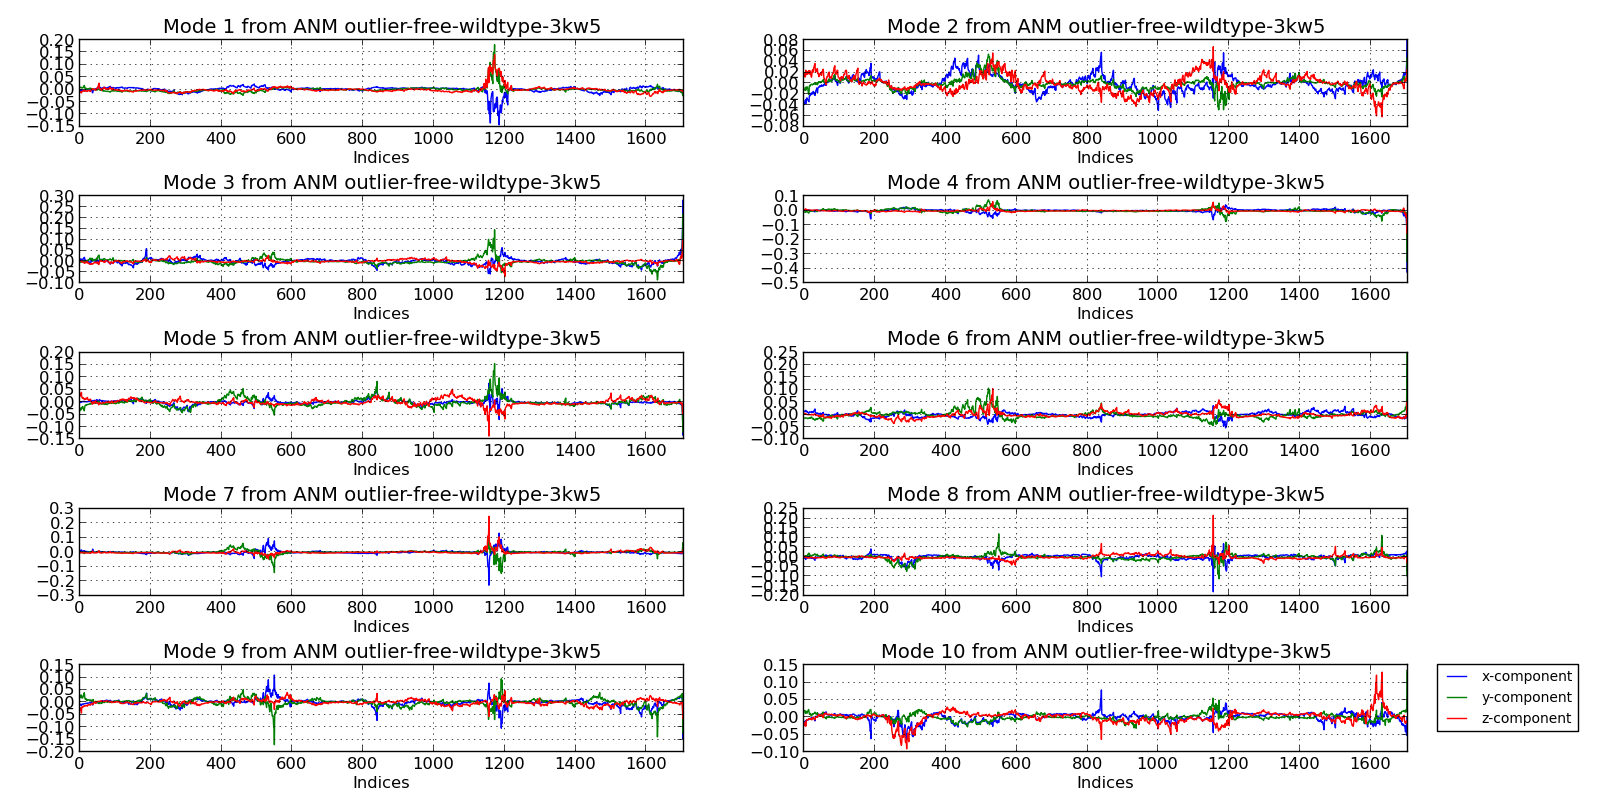 Mode 1 from ANM outlier-free-wildtype-3kw5
0.20
0.15
0.10
0.05
0.00
−0.05
−0.10
−0.15
0 200 400 600 800 1000 1200 1400 1600
Indices
Mode 2 from ANM outlier-free-wildtype-3kw5
0.08
0.06
0.04
0.02
0.00
−0.02
−0.04
−0.06
−0.08
0 200 400 600 800 1000 1200 1400 1600
Indices
Mode 3 from ANM outlier-free-wildtype-3kw5
0.30
0.25
0.20
0.15
0.10
0.05
0.00
−0.05
−0.10
0 200 400 600 800 1000 1200 1400 1600
Indices
Mode 4 from ANM outlier-free-wildtype-3kw5
0.1
0.0
−0.1
−0.2
−0.3
−0.4
−0.5
0 200 400 600 800 1000 1200 1400 1600
Indices
Mode 5 from ANM outlier-free-wildtype-3kw5
0.20
0.15
0.10
0.05
0.00
−0.05
−0.10
−0.15
0 200 400 600 800 1000 1200 1400 1600
Indices
Mode 6 from ANM outlier-free-wildtype-3kw5
0.25
0.20
0.15
0.10
0.05
0.00
−0.05
−0.10
0 200 400 600 800 1000 1200 1400 1600
Indices
Mode 7 from ANM outlier-free-wildtype-3kw5
0.3
0.2
0.1
0.0
−0.1
−0.2
−0.3
0 200 400 600 800 1000 1200 1400 1600
Indices
Mode 8 from ANM outlier-free-wildtype-3kw5
0.25
0.20
0.15
0.10
0.05
0.00
−0.05
−0.10
−0.15
−0.20
0 200 400 600 800 1000 1200 1400 1600
Indices
Mode 9 from ANM outlier-free-wildtype-3kw5
0.15
0.10
0.05
0.00
−0.05
−0.10
−0.15
−0.20
0 200 400 600 800 1000 1200 1400 1600
Indices
Mode 10 from ANM outlier-free-wildtype-3kw5
0.15
0.10
0.05
0.00
−0.05
−0.10
0 200 400 600 800 1000 1200 1400 1600
Indices
x-component
y-component
z-component